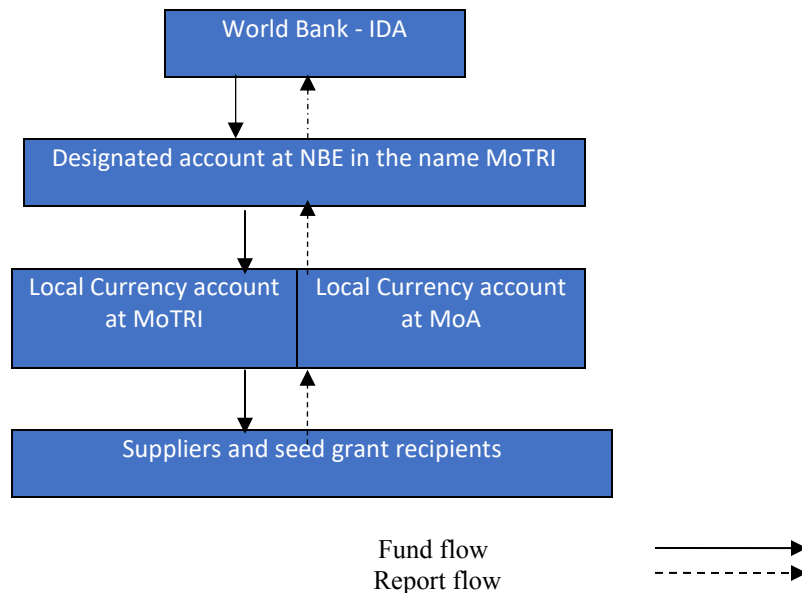 World Bank - IDA
Designated account at NBE in the name MoTRI
Local Currency account
at MoTRI
Local Currency account
at MoA
Suppliers and seed grant recipients
Fund flow
Report flow